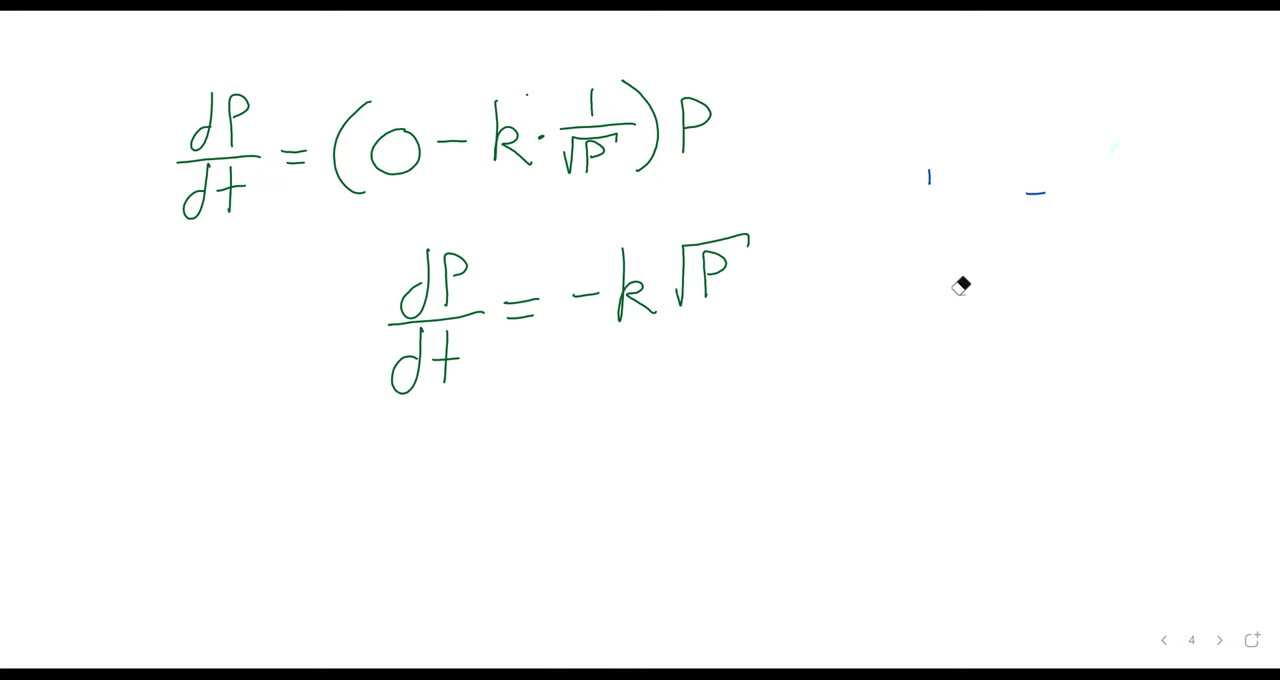 dP/dt = (0 - k · 1/√P) P
dP/dt = - k √P
4